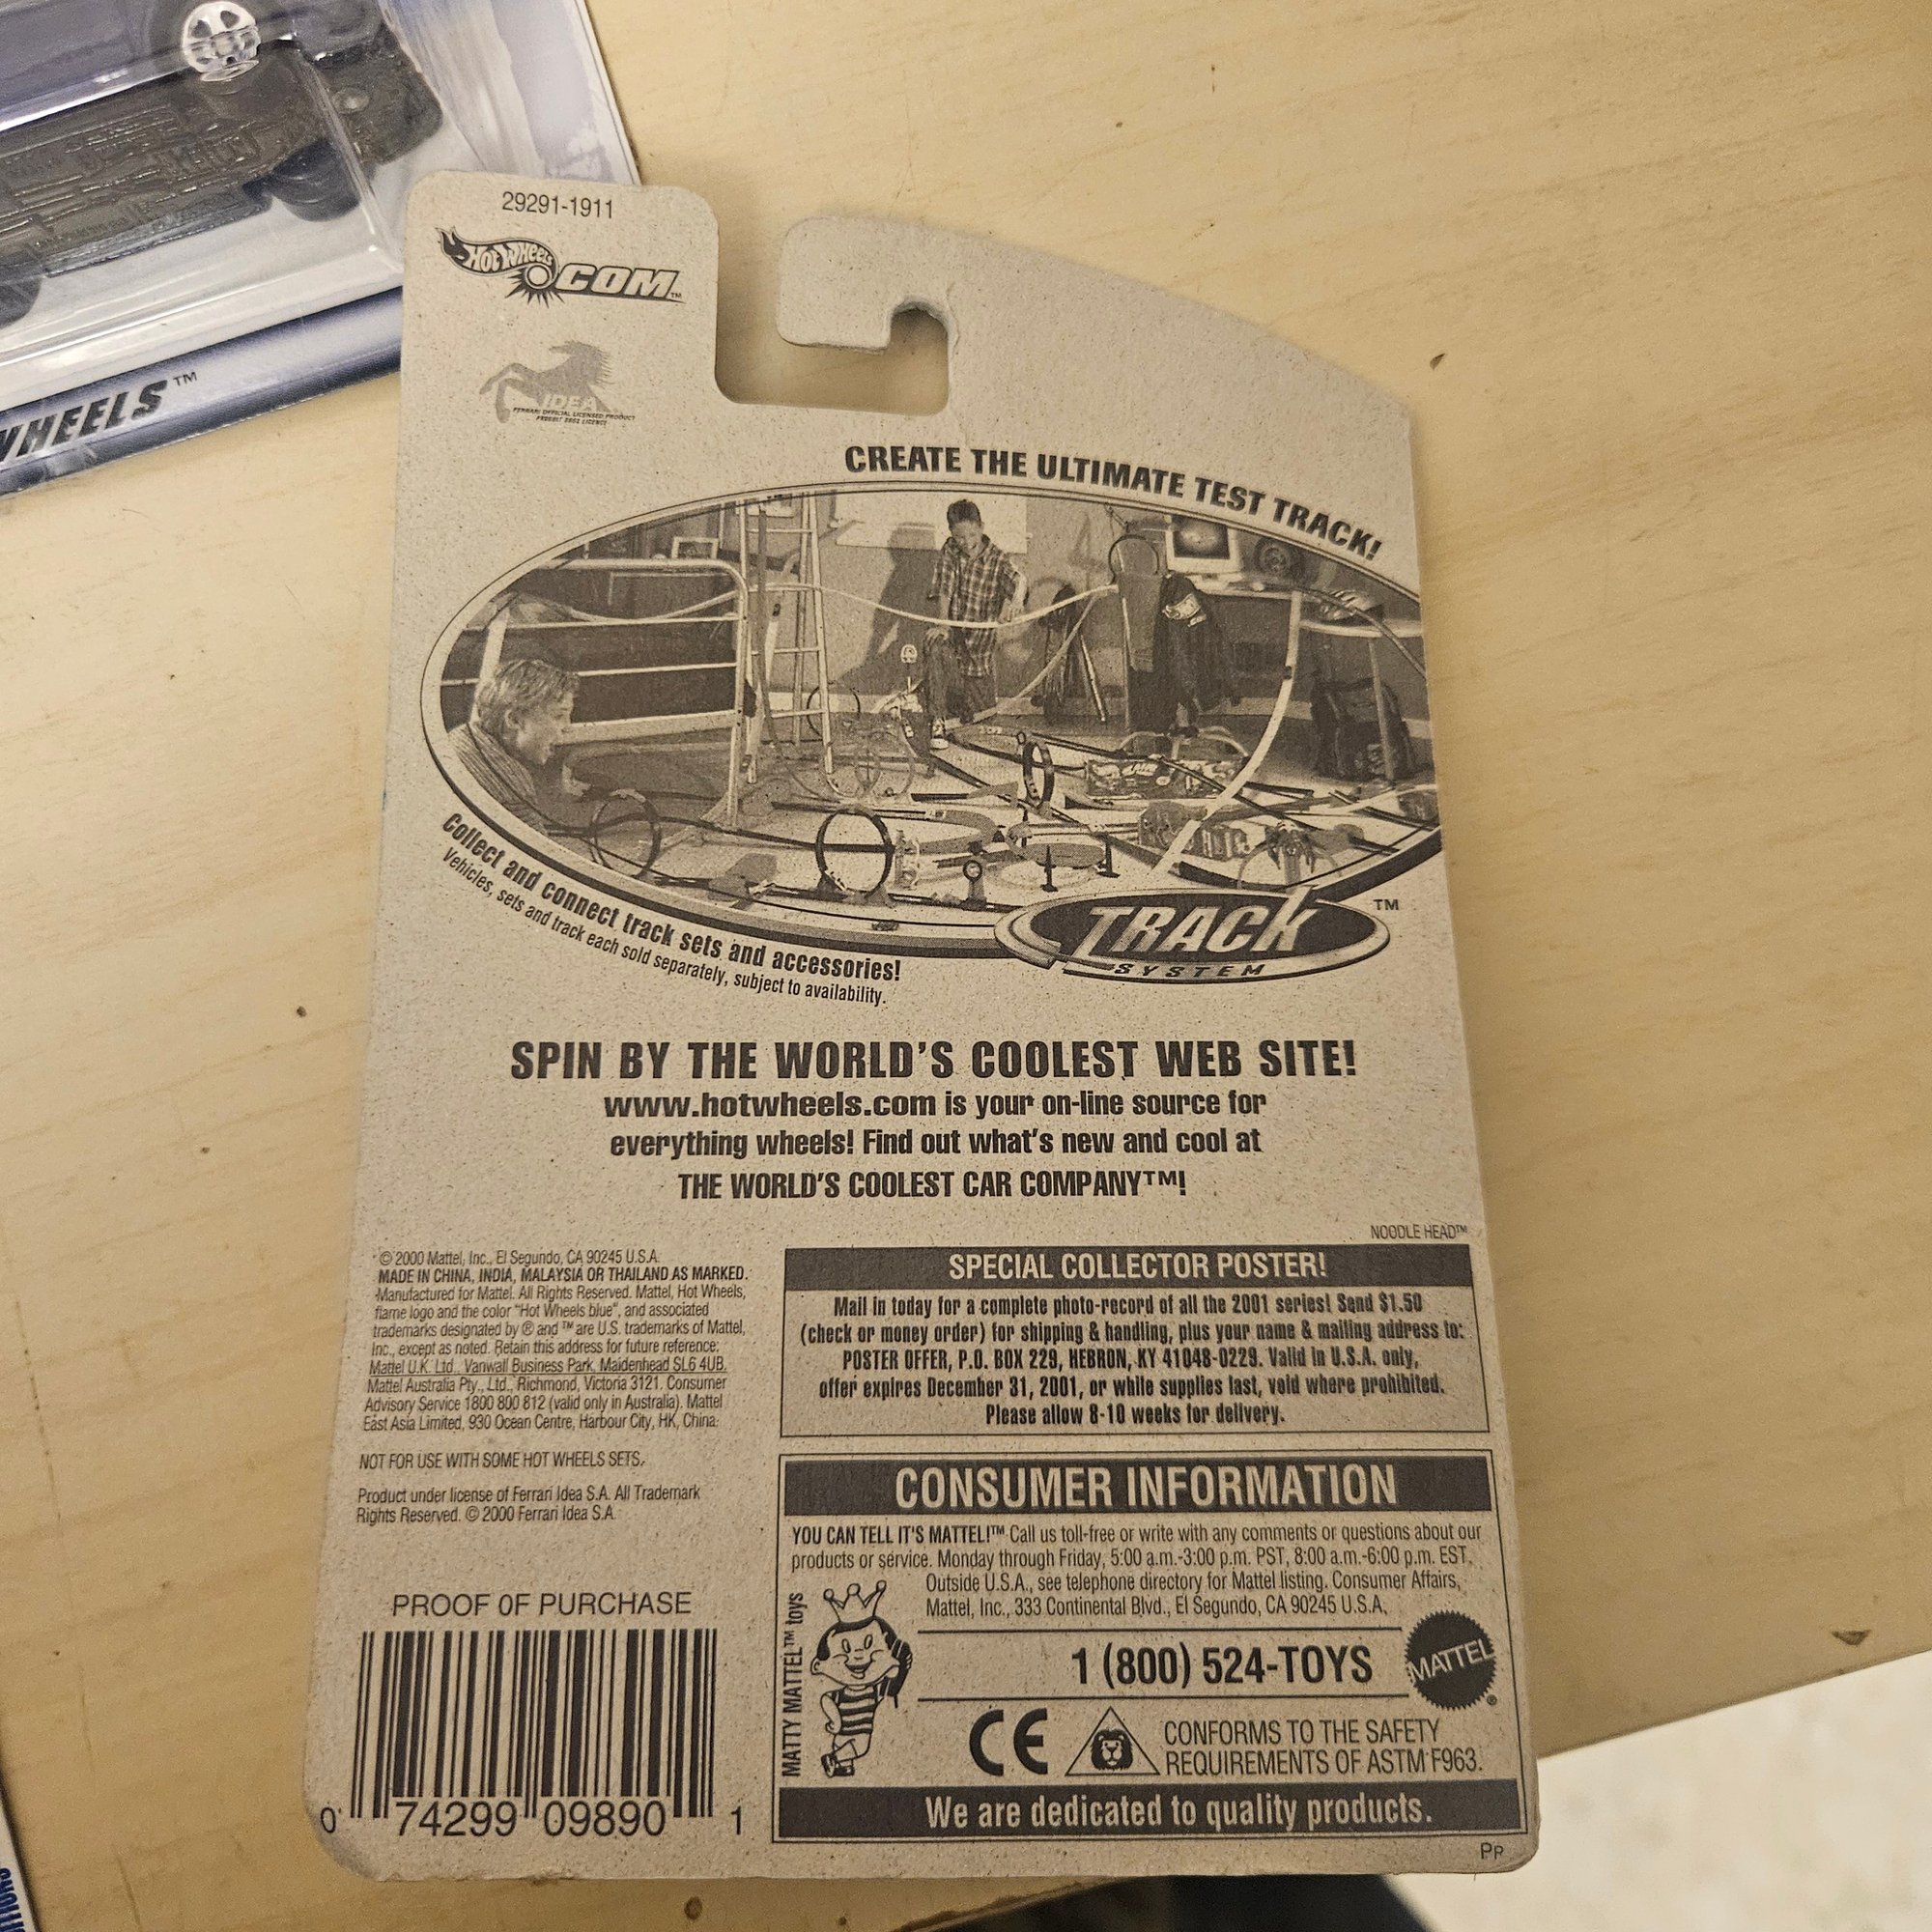 WHEELS™
29291-1911
HOT WHEELS.COM™
IDEA
FERRARI OFFICIAL LICENSED PRODUCT
CREATE THE ULTIMATE TEST TRACK!
Collect and connect track sets and accessories!
Vehicles, sets and track each sold separately, subject to availability.
TRACK™
SYSTEM
SPIN BY THE WORLD'S COOLEST WEB SITE!
www.hotwheels.com is your on-line source for
everything wheels! Find out what's new and cool at
THE WORLD'S COOLEST CAR COMPANY™!
NOODLE HEAD™
© 2000 Mattel, Inc., El Segundo, CA 90245 U.S.A.
MADE IN CHINA, INDIA, MALAYSIA OR THAILAND AS MARKED.
Manufactured for Mattel. All Rights Reserved. Mattel, Hot Wheels,
flame logo and the color "Hot Wheels blue", and associated
trademarks designated by ® and ™ are U.S. trademarks of Mattel,
Inc., except as noted. Retain this address for future reference:
Mattel U.K. Ltd., Vanwall Business Park, Maidenhead SL6 4UB.
Mattel Australia Pty., Ltd., Richmond, Victoria 3121. Consumer
Advisory Service 1800 800 812 (valid only in Australia). Mattel
East Asia Limited, 930 Ocean Centre, Harbour City, HK, China.
NOT FOR USE WITH SOME HOT WHEELS SETS.
Product under license of Ferrari Idea S.A. All Trademark
Rights Reserved. © 2000 Ferrari Idea S.A.
PROOF OF PURCHASE
0 74299 09890 1
SPECIAL COLLECTOR POSTER!
Mail in today for a complete photo-record of all the 2001 series! Send $1.50
(check or money order) for shipping & handling, plus your name & mailing address to:
POSTER OFFER, P.O. BOX 229, HEBRON, KY 41048-0229. Valid in U.S.A. only,
offer expires December 31, 2001, or while supplies last, void where prohibited.
Please allow 8-10 weeks for delivery.
CONSUMER INFORMATION
YOU CAN TELL IT'S MATTEL!™ Call us toll-free or write with any comments or questions about our
products or service. Monday through Friday, 5:00 a.m.-3:00 p.m. PST, 8:00 a.m.-6:00 p.m. EST.
Outside U.S.A., see telephone directory for Mattel listing. Consumer Affairs,
Mattel, Inc., 333 Continental Blvd., El Segundo, CA 90245 U.S.A.
MATTY MATTEL™ toys
1 (800) 524-TOYS
MATTEL®
CE
CONFORMS TO THE SAFETY
REQUIREMENTS OF ASTM F963.
We are dedicated to quality products.
PP